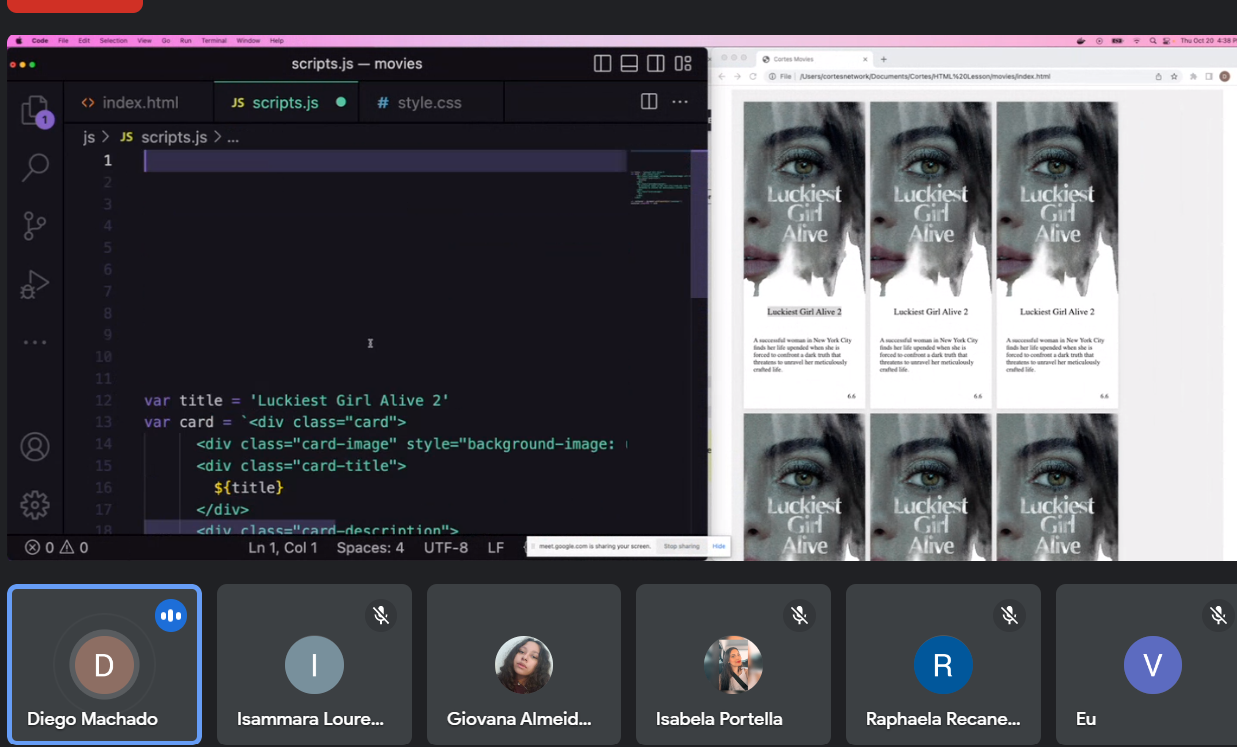 Code File Edit Selection View Go Run Terminal Window Help
Thu Oct 20 4:38 P
scripts.js — movies
index.html
JS scripts.js
# style.css
js > JS scripts.js > ...
1
1
2
3
4
5
6
7
8
9
10
11
12 var title = 'Luckiest Girl Alive 2'
13 var card = `<div class="card">
14 <div class="card-image" style="background-image:
15 <div class="card-title">
16 ${title}
17 </div>
18 <div class="card-description">
0 0
Ln 1, Col 1 Spaces: 4 UTF-8 LF
meet.google.com is sharing your screen. Stop sharing Hide
Cortes Movies
File | /Users/cortesnetwork/Documents/Cortes/HTML%20Lesson/movies/index.html
Luckiest
Girl
Alive
Luckiest Girl Alive 2
A successful woman in New York City
finds her life upended when she is
forced to confront a dark truth that
threatens to unravel her meticulously
crafted life.
6.6
Luckiest
Girl
Alive
Luckiest Girl Alive 2
A successful woman in New York City
finds her life upended when she is
forced to confront a dark truth that
threatens to unravel her meticulously
crafted life.
6.6
Luckiest
Girl
Alive
Luckiest Girl Alive 2
A successful woman in New York City
finds her life upended when she is
forced to confront a dark truth that
threatens to unravel her meticulously
crafted life.
6.6
Luckiest
Girl
Alive
Luckiest
Girl
Alive
Luckiest
Girl
Alive
D
Diego Machado
I
Isammara Loure...
Giovana Almeid...
Isabela Portella
R
Raphaela Recane...
V
Eu